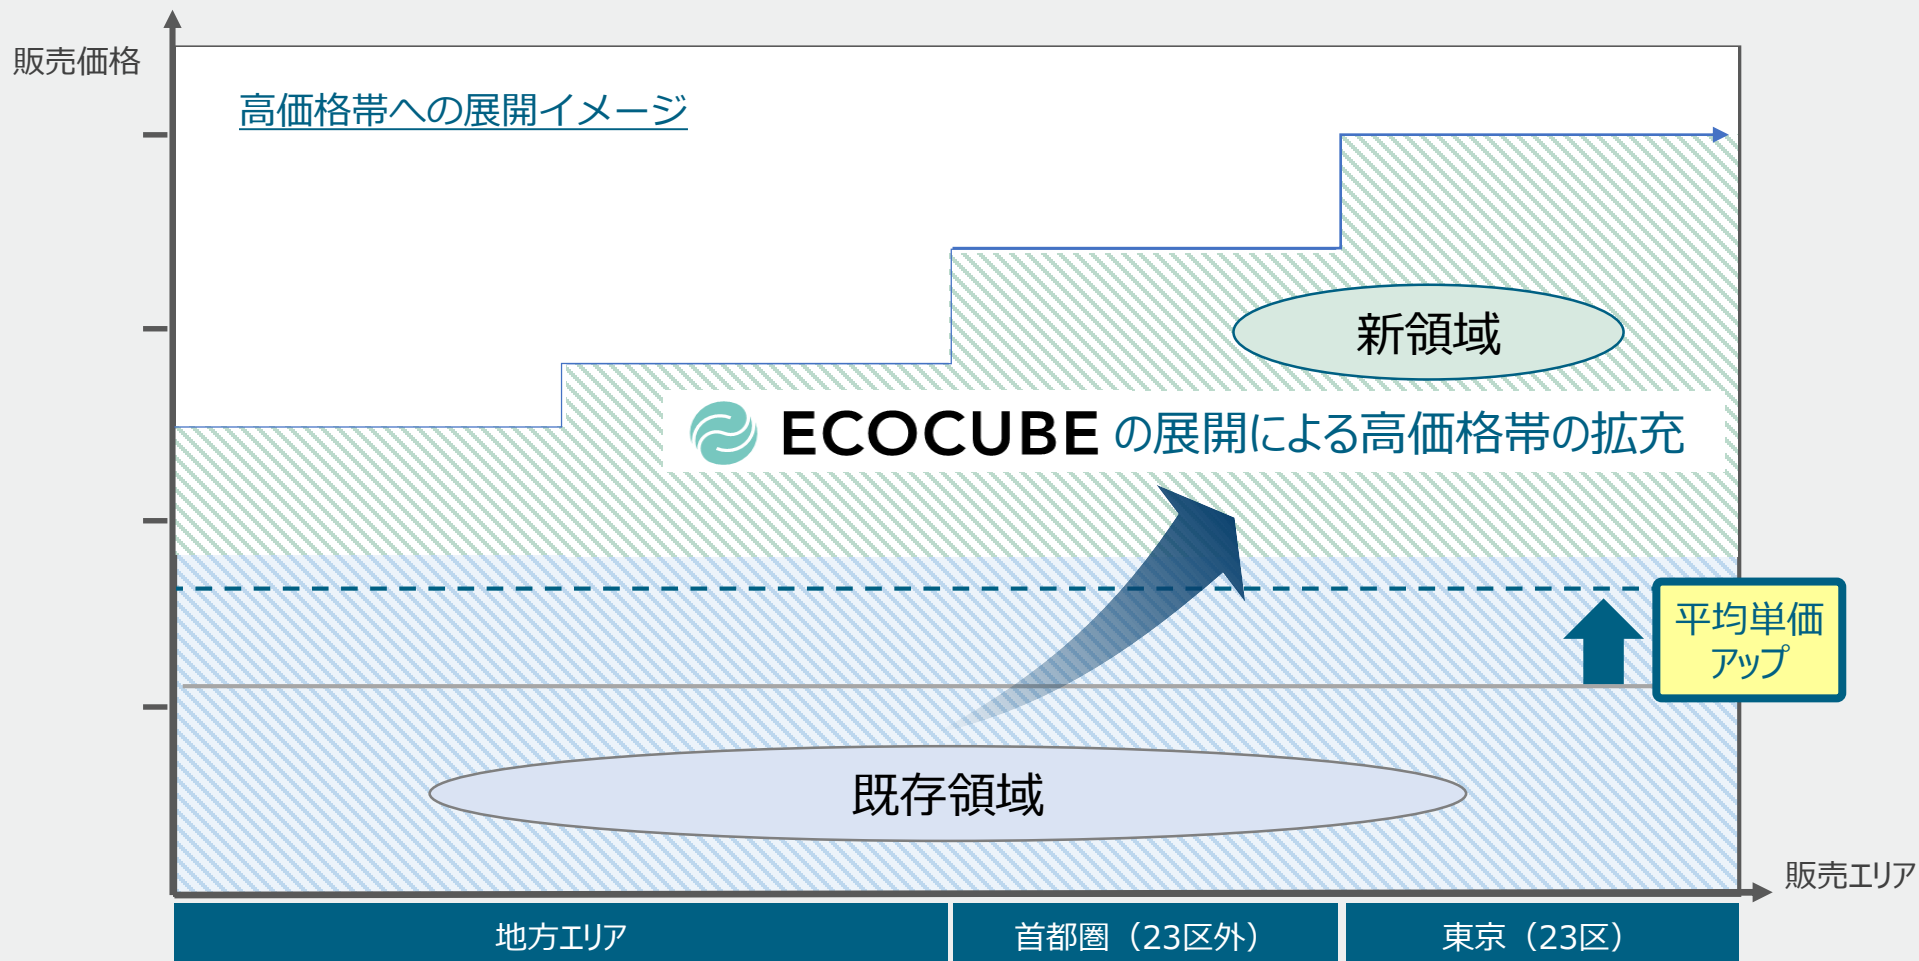 販売価格
高価格帯への展開イメージ
新領域
ECOCUBE の展開による高価格帯の拡充
平均単価
アップ
既存領域
販売エリア
地方エリア
首都圏（23区外）
東京（23区）